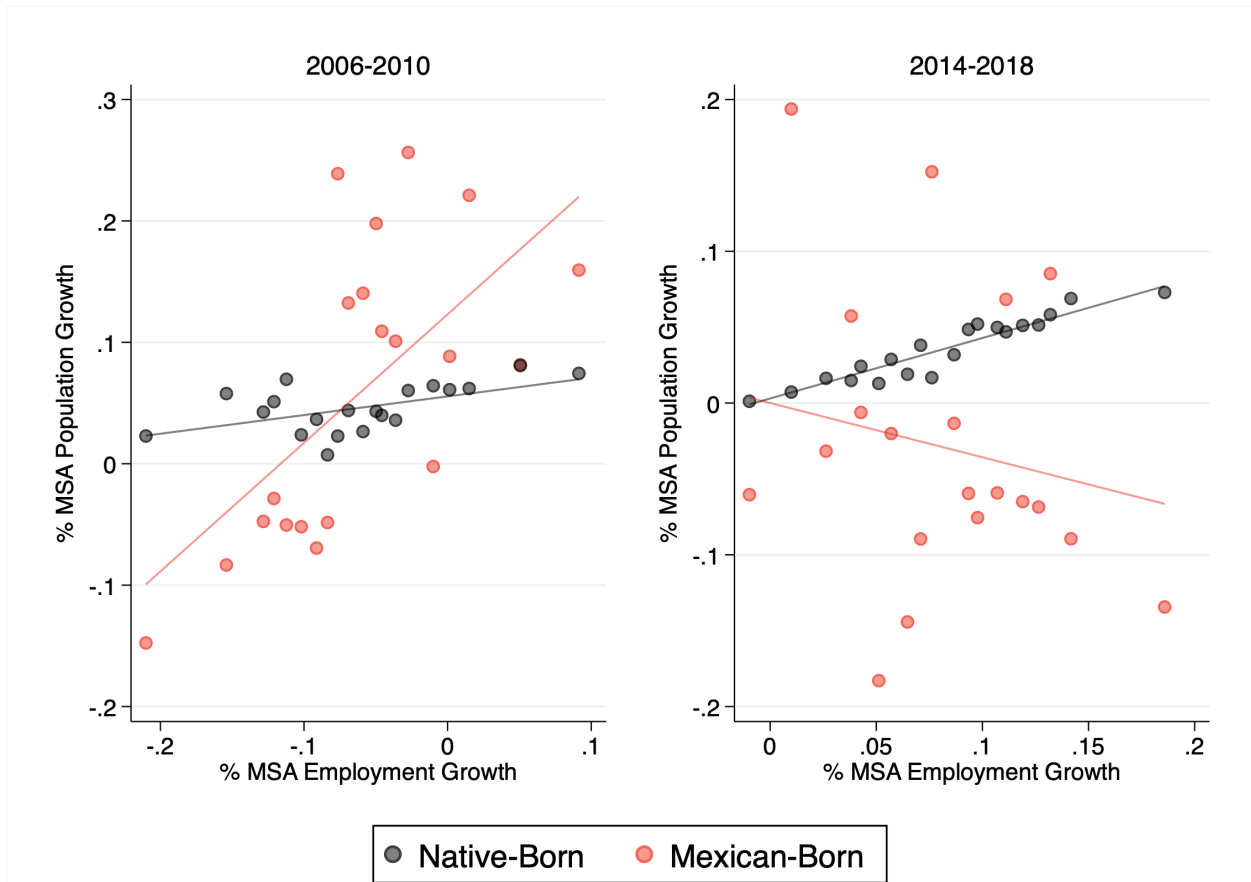 2006-2010
% MSA Population Growth
.3
.2
.1
0
-.1
-.2
-.2 -.1 0 .1
% MSA Employment Growth
2014-2018
% MSA Population Growth
.2
.1
0
-.1
-.2
0 .05 .1 .15 .2
% MSA Employment Growth
Native-Born Mexican-Born